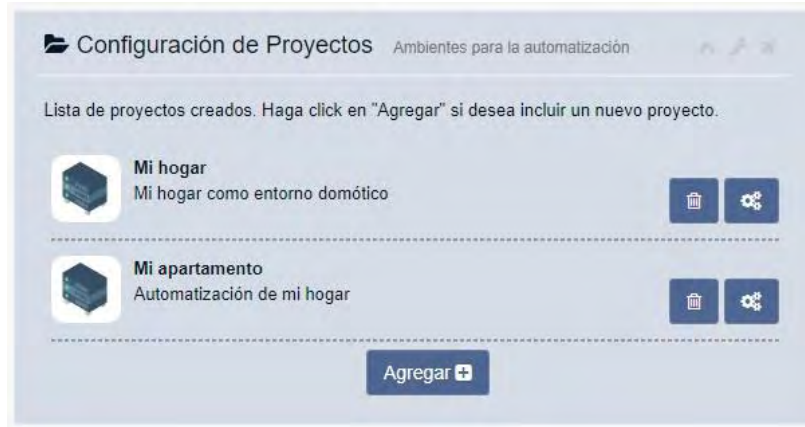 Configuración de Proyectos Ambientes para la automatización
Lista de proyectos creados. Haga click en "Agregar" si desea incluir un nuevo proyecto.
Mi hogar
Mi hogar como entorno domótico
Mi apartamento
Automatización de mi hogar
Agregar